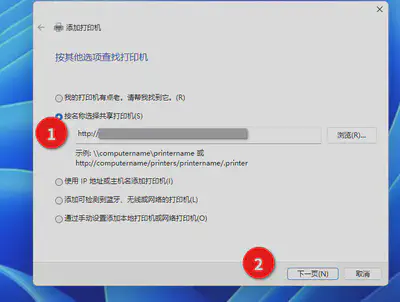 添加打印机
按其他选项查找打印机
我的打印机有点老。请帮我找到它。(R)
按名称选择共享打印机(S)
1
http://
浏览(R)...
示例: \\computername\printername 或
http://computername/printers/printername/.printer
使用 IP 地址或主机名添加打印机(I)
添加可检测到蓝牙、无线或网络的打印机(L)
通过手动设置添加本地打印机或网络打印机(O)
2
下一页(N)
取消